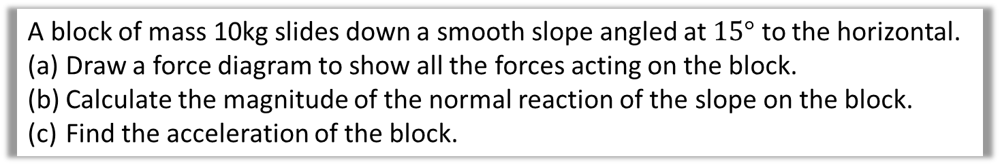 A block of mass 10kg slides down a smooth slope angled at 15° to the horizontal.
(a) Draw a force diagram to show all the forces acting on the block.
(b) Calculate the magnitude of the normal reaction of the slope on the block.
(c) Find the acceleration of the block.